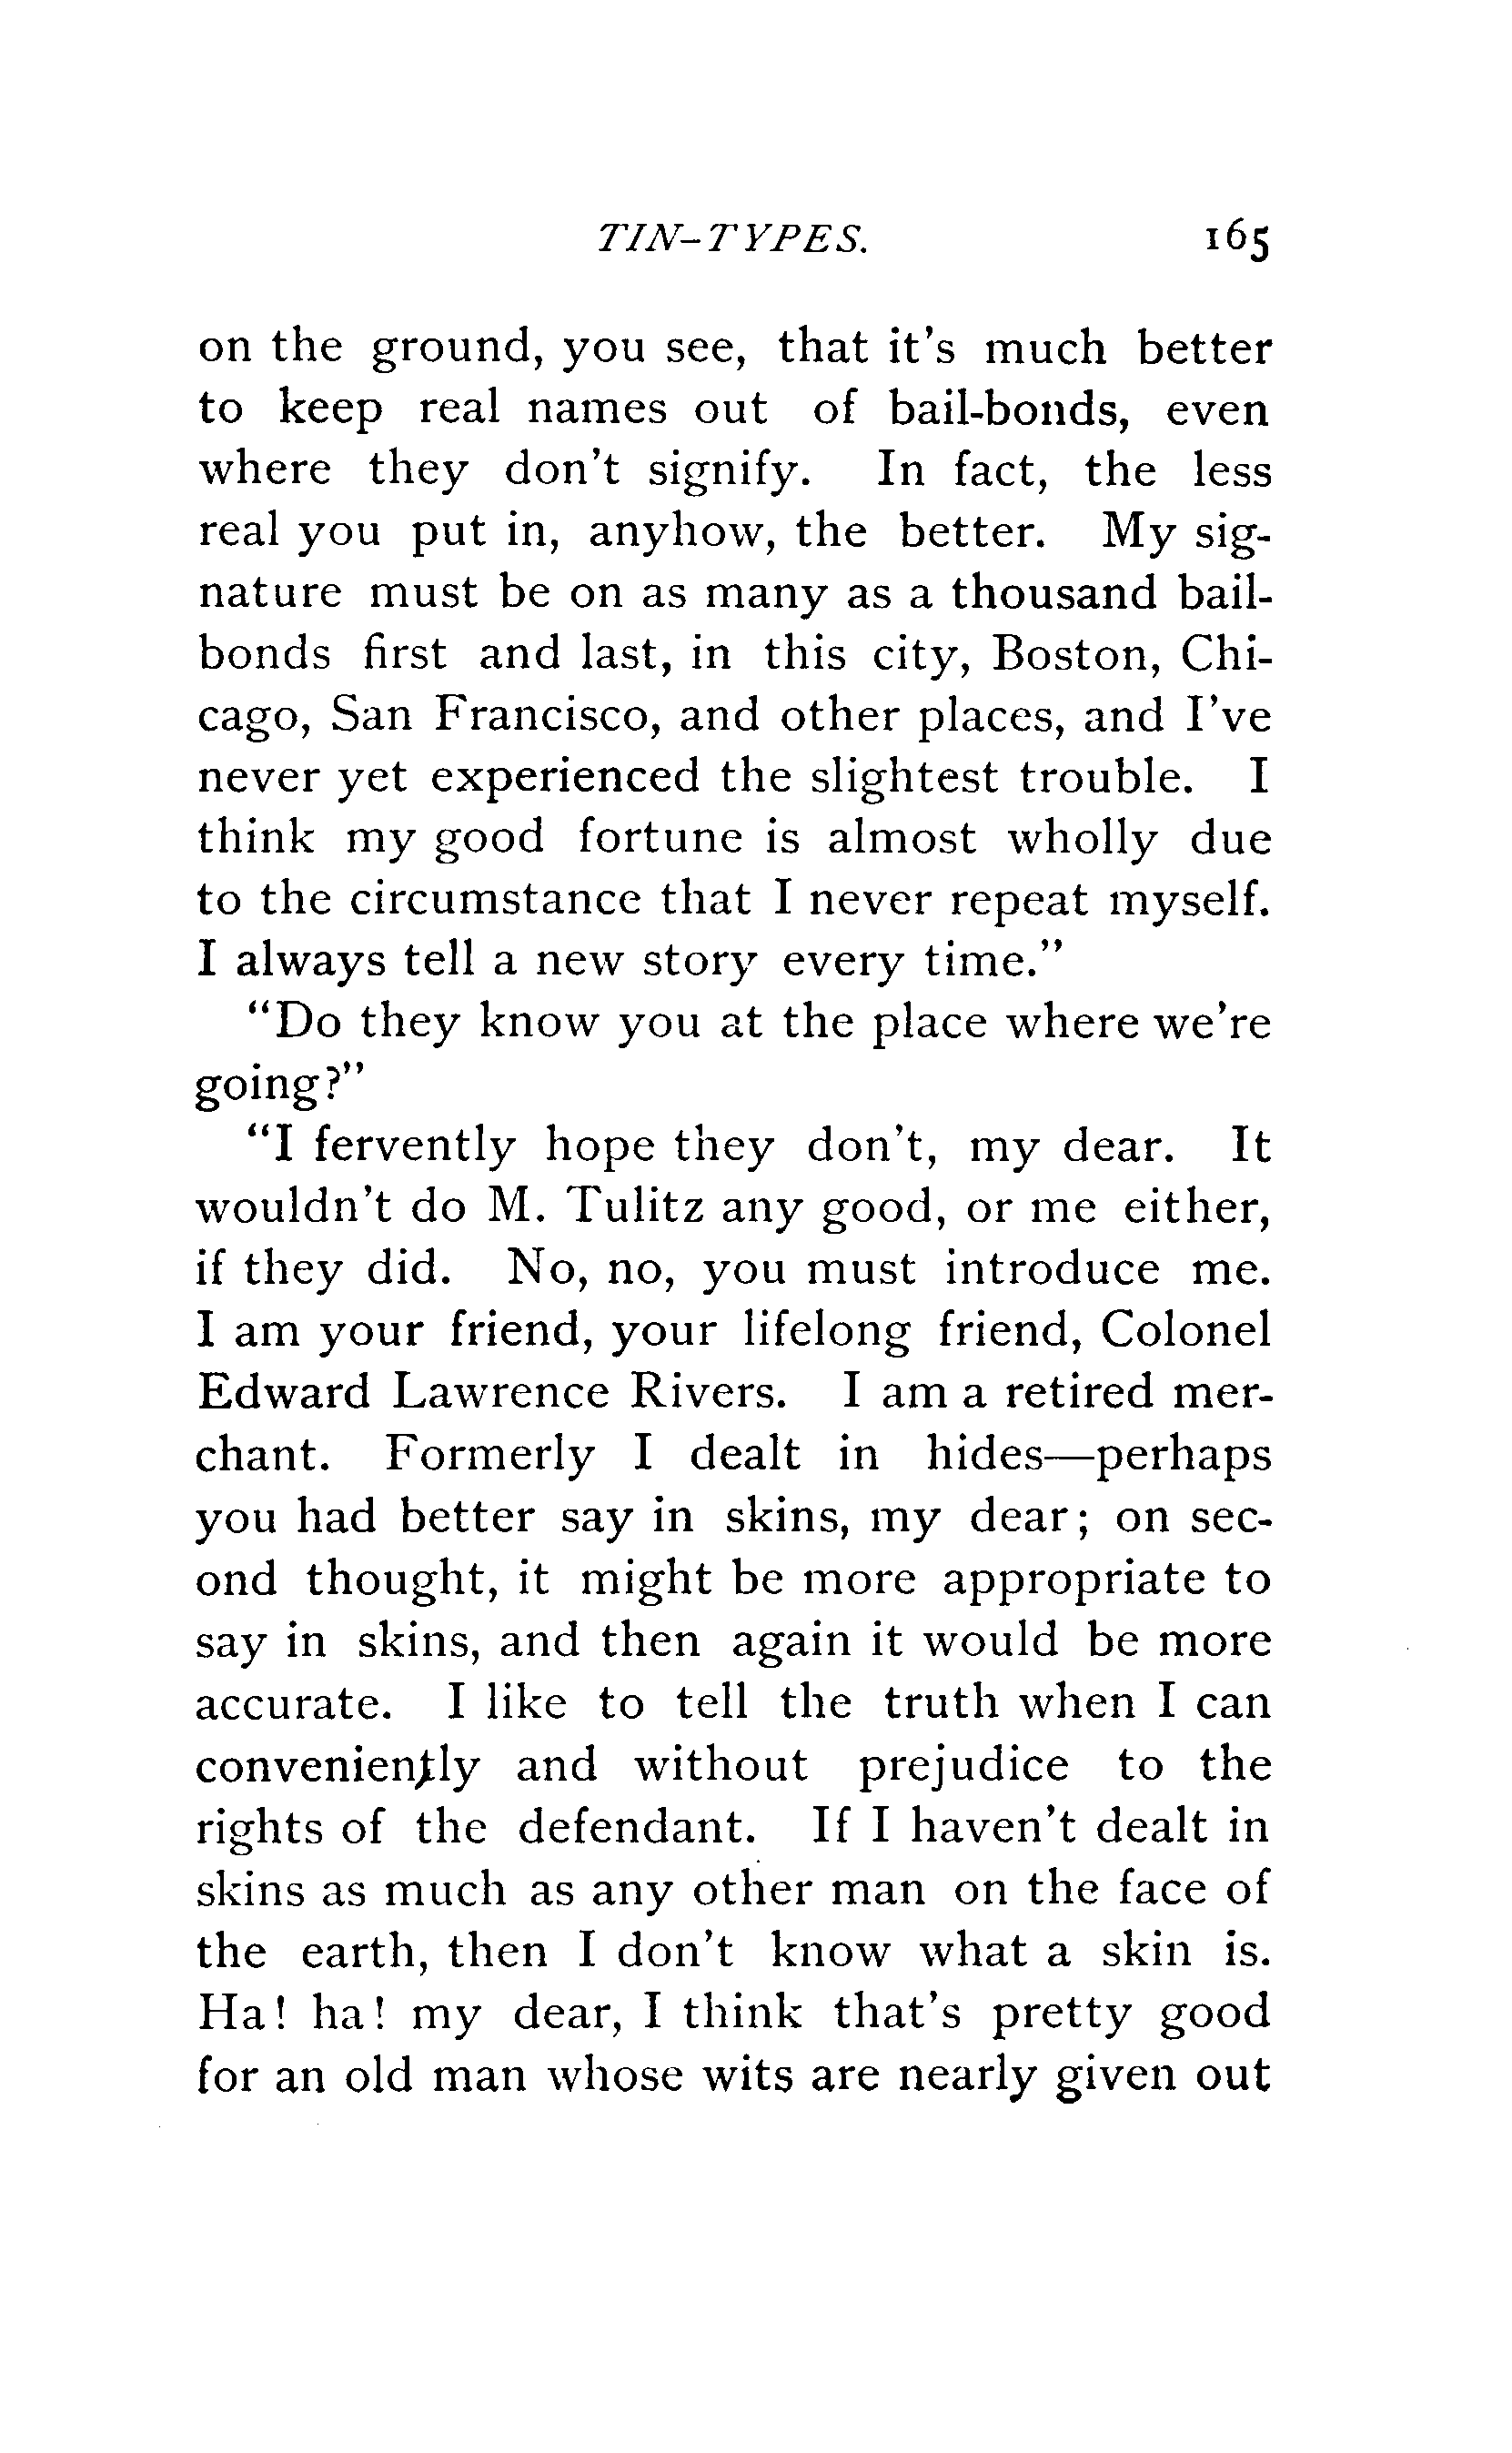 TIN-TYPES. 165
on the ground, you see, that it's much better
to keep real names out of bail-bonds, even
where they don't signify. In fact, the less
real you put in, anyhow, the better. My sig-
nature must be on as many as a thousand bail-
bonds first and last, in this city, Boston, Chi-
cago, San Francisco, and other places, and I've
never yet experienced the slightest trouble. I
think my good fortune is almost wholly due
to the circumstance that I never repeat myself.
I always tell a new story every time."
"Do they know you at the place where we're
going?"
"I fervently hope they don't, my dear. It
wouldn't do M. Tulitz any good, or me either,
if they did. No, no, you must introduce me.
I am your friend, your lifelong friend, Colonel
Edward Lawrence Rivers. I am a retired mer-
chant. Formerly I dealt in hides—perhaps
you had better say in skins, my dear; on sec-
ond thought, it might be more appropriate to
say in skins, and then again it would be more
accurate. I like to tell the truth when I can
conveniently and without prejudice to the
rights of the defendant. If I haven't dealt in
skins as much as any other man on the face of
the earth, then I don't know what a skin is.
Ha! ha! my dear, I think that's pretty good
for an old man whose wits are nearly given out